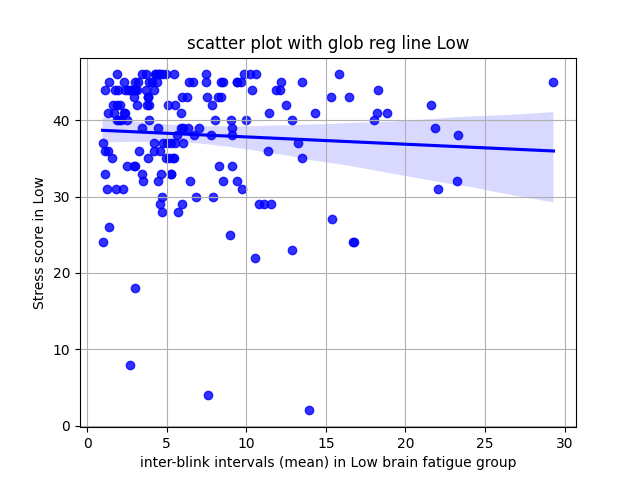 scatter plot with glob reg line Low
Stress score in Low
40
30
20
10
0
0 5 10 15 20 25 30
inter-blink intervals (mean) in Low brain fatigue group